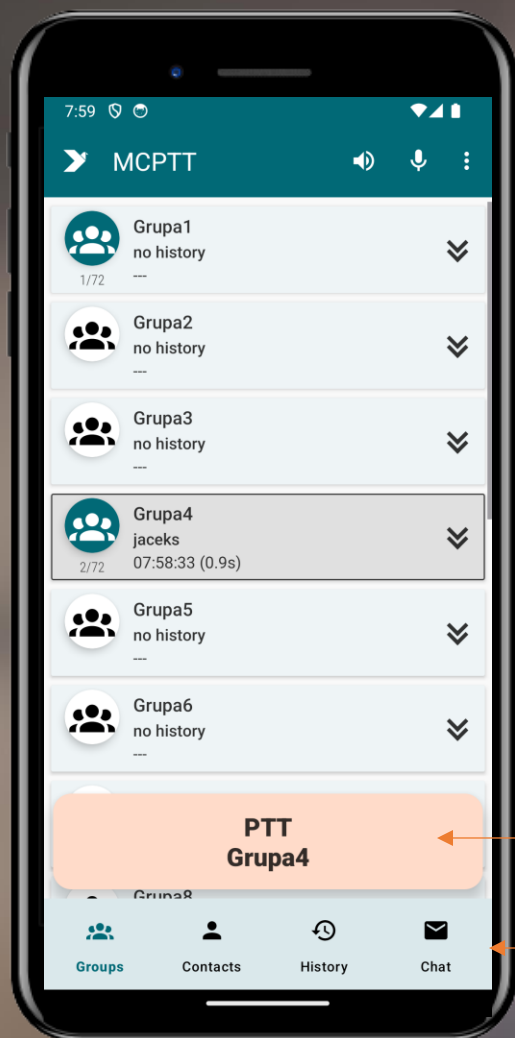 7:59
MCPTT
Grupa1
no history
1/72
---
Grupa2
no history
---
Grupa3
no history
---
Grupa4
jaceks
2/72
07:58:33 (0.9s)
Grupa5
no history
---
Grupa6
no history
---
PTT
Grupa4
Grupa8
Groups
Contacts
History
Chat